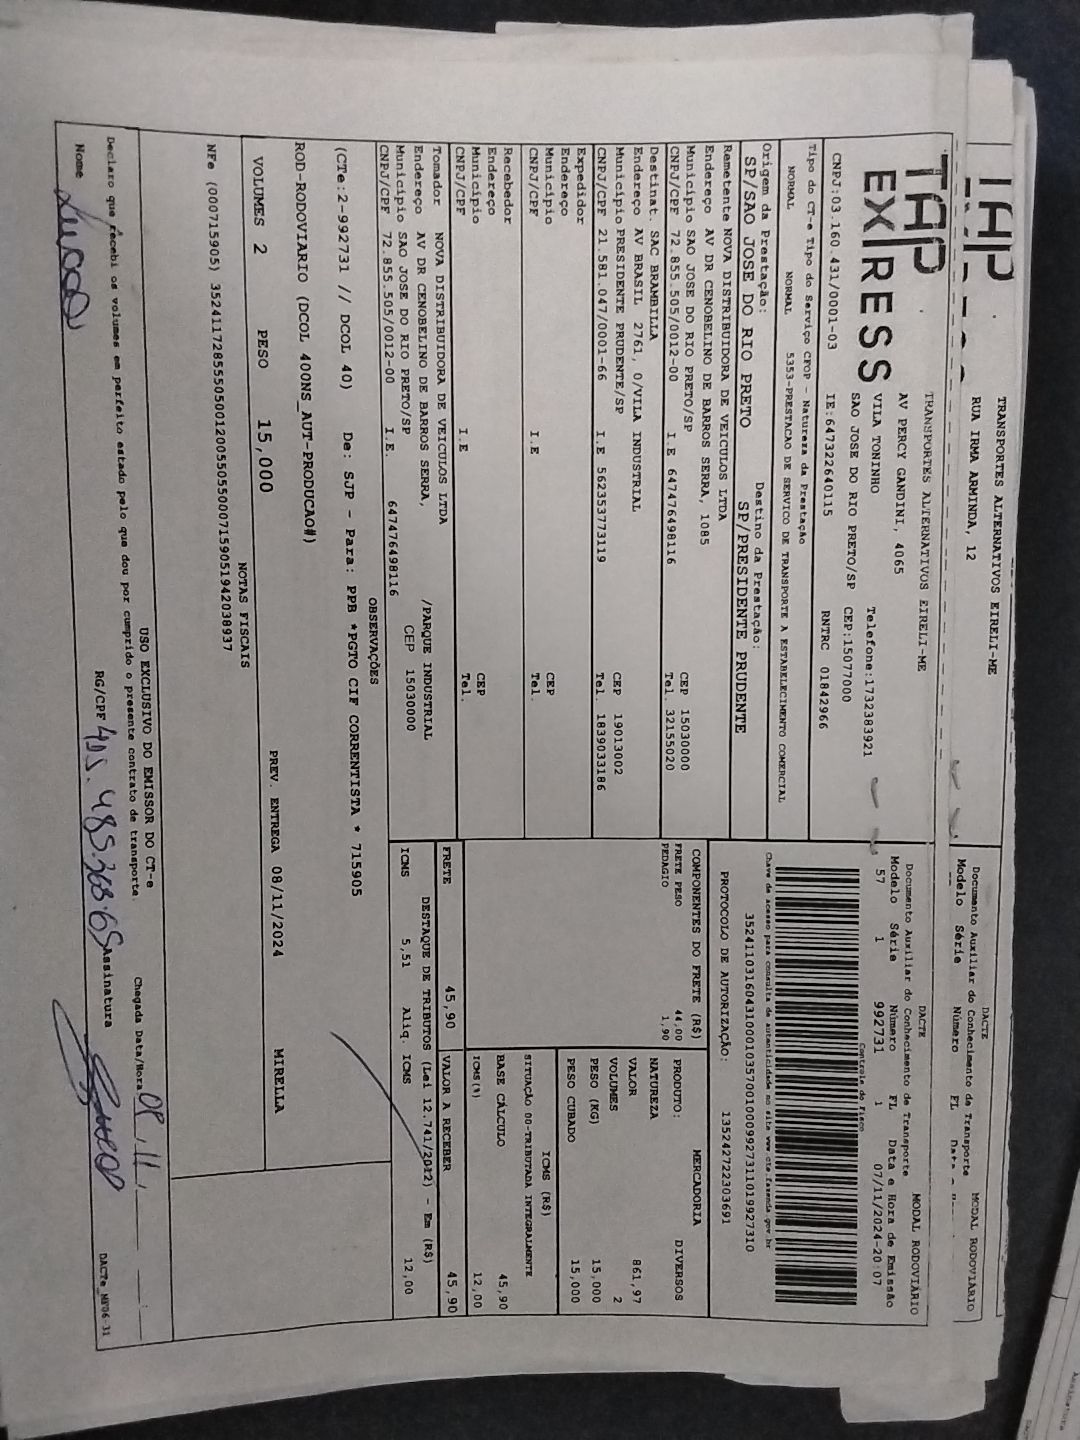 TRANSPORTES ALTERNATIVOS EIRELI-ME
RUA IRMA ARMINDA, 12
DACTE
Documento Auxiliar do Conhecimento de Transporte
MODAL RODOVIÁRIO
Modelo Série Número FL
TAP
EXPRESS
TRANSPORTES ALTERNATIVOS EIRELI-ME
AV PERCY GANDINI, 4065
VILA TONINHO Telefone:1732383921
SAO JOSE DO RIO PRETO/SP CEP:15077000
CNPJ:03.160.431/0001-03 IE:647322640115 RNTRC 01842966
DACTE
Documento Auxiliar do Conhecimento de Transporte
MODAL RODOVIÁRIO
Modelo Série Número FL Data e Hora de Emissão
57 1 992731 1 07/11/2024-20:07
Controle do Fisco
Tipo do CT-e Tipo do Serviço CFOP - Natureza da Prestação
NORMAL NORMAL 5353-PRESTACAO DE SERVICO DE TRANSPORTE A ESTABELECIMENTO COMERCIAL
Chave de acesso para consulta de autenticidade no site www.cte.fazenda.gov.br
Origem da Prestação: Destino da Prestação:
SP/SAO JOSE DO RIO PRETO SP/PRESIDENTE PRUDENTE
PROTOCOLO DE AUTORIZAÇÃO: 135242722303691
Remetente NOVA DISTRIBUIDORA DE VEICULOS LTDA
Endereço AV DR CENOBELINO DE BARROS SERRA, 1085
Município SAO JOSE DO RIO PRETO/SP CEP 15030000
CNPJ/CPF 72.855.505/0012-00 I.E 647476498116 Tel. 32155020
Destinat. SAC BRAMBILLA
Endereço AV BRASIL 2761, 0/VILA INDUSTRIAL
Município PRESIDENTE PRUDENTE/SP CEP 19013002
CNPJ/CPF 21.581.047/0001-66 I.E 562353773119 Tel. 1839033186
Expedidor
Endereço
Município CEP
CNPJ/CPF I.E Tel.
Recebedor
Endereço
Município CEP
CNPJ/CPF I.E Tel.
Tomador NOVA DISTRIBUIDORA DE VEICULOS LTDA
Endereço AV DR CENOBELINO DE BARROS SERRA, /PARQUE INDUSTRIAL
Município SAO JOSE DO RIO PRETO/SP CEP 15030000
CNPJ/CPF 72.855.505/0012-00 I.E. 647476498116
COMPONENTES DO FRETE (R$)
FRETE PESO 44,00
PEDAGIO 1,90
PRODUTO: MERCADORIA
NATUREZA DIVERSOS
VALOR 861,97
VOLUMES 2
PESO (KG) 15,000
PESO CUBADO 15,000
ICMS (R$)
SITUAÇÃO 00-TRIBUTADA INTEGRALMENTE
BASE CÁLCULO 45,90
ICMS(%) 12,00
FRETE 45,90 VALOR A RECEBER 45,90
DESTAQUE DE TRIBUTOS (Lei 12.741/2012) - Em (R$)
ICMS 5,51 Aliq. ICMS 12,00
OBSERVAÇÕES
(CTe:2-992731 // DCOL 40) De: SJP - Para: PPB *PGTO CIF CORRENTISTA * 715905
ROD-RODOVIARIO (DCOL 400NS_AUT-PRODUCAO#)
MIRELLA
VOLUMES 2 PESO 15,000 PREV. ENTREGA 08/11/2024
NOTAS FISCAIS
NFe (000715905) 35241172855505001200550550007159051942038937
USO EXCLUSIVO DO EMISSOR DO CT-e
Declaro que recebi os volumes em perfeito estado pelo que dou por cumprido o presente contrato de transporte.
Chegada Data/Hora 08/11/
Nome Lucas RG/CPF Assinatura
DACTe_NH06-31